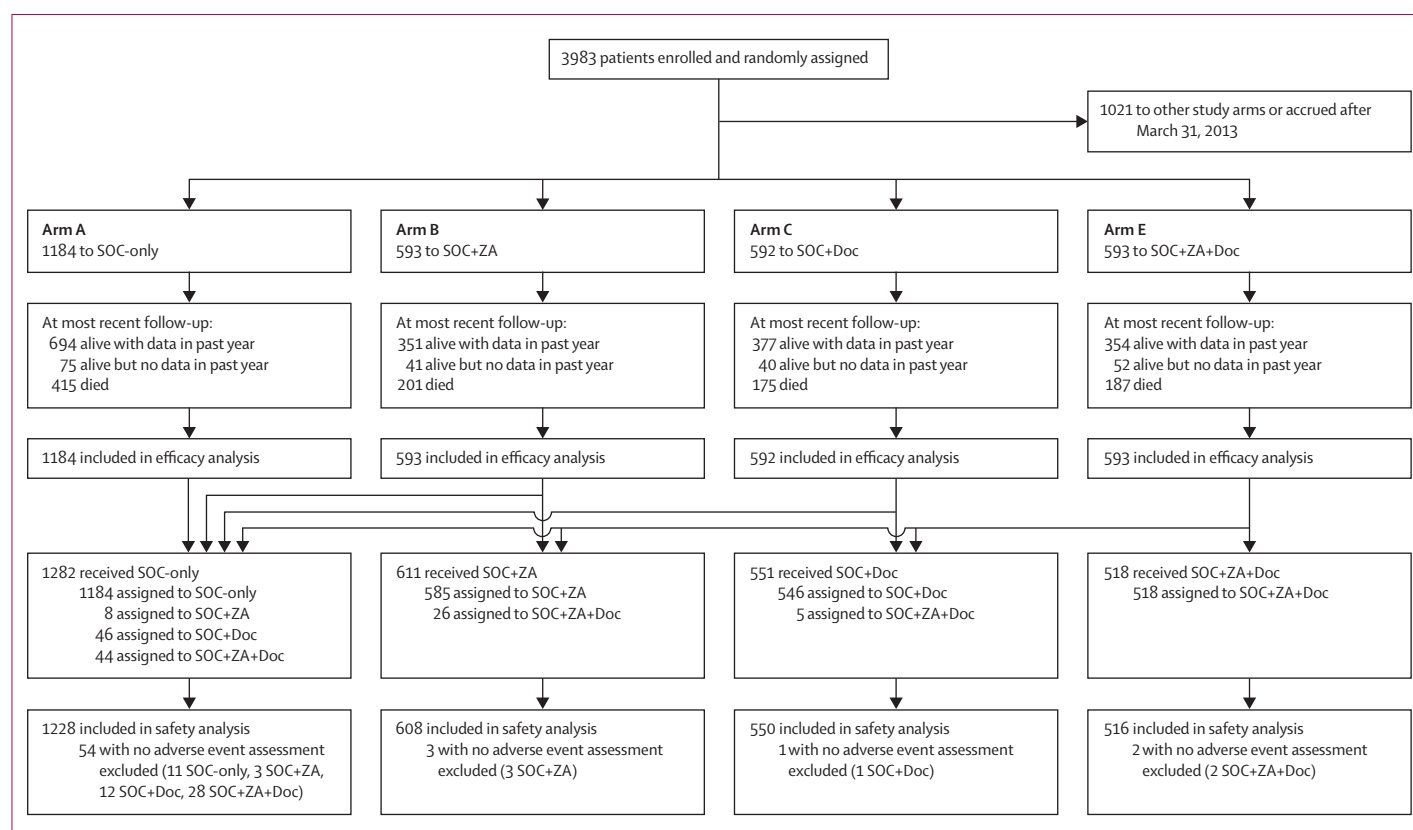 3983 patients enrolled and randomly assigned
1021 to other study arms or accrued after
March 31, 2013
Arm A
1184 to SOC-only
Arm B
593 to SOC+ZA
Arm C
592 to SOC+Doc
Arm E
593 to SOC+ZA+Doc
At most recent follow-up:
694 alive with data in past year
75 alive but no data in past year
415 died
At most recent follow-up:
351 alive with data in past year
41 alive but no data in past year
201 died
At most recent follow-up:
377 alive with data in past year
40 alive but no data in past year
175 died
At most recent follow-up:
354 alive with data in past year
52 alive but no data in past year
187 died
1184 included in efficacy analysis
593 included in efficacy analysis
592 included in efficacy analysis
593 included in efficacy analysis
1282 received SOC-only
1184 assigned to SOC-only
8 assigned to SOC+ZA
46 assigned to SOC+Doc
44 assigned to SOC+ZA+Doc
611 received SOC+ZA
585 assigned to SOC+ZA
26 assigned to SOC+ZA+Doc
551 received SOC+Doc
546 assigned to SOC+Doc
5 assigned to SOC+ZA+Doc
518 received SOC+ZA+Doc
518 assigned to SOC+ZA+Doc
1228 included in safety analysis
54 with no adverse event assessment
excluded (11 SOC-only, 3 SOC+ZA,
12 SOC+Doc, 28 SOC+ZA+Doc)
608 included in safety analysis
3 with no adverse event assessment
excluded (3 SOC+ZA)
550 included in safety analysis
1 with no adverse event assessment
excluded (1 SOC+Doc)
516 included in safety analysis
2 with no adverse event assessment
excluded (2 SOC+ZA+Doc)